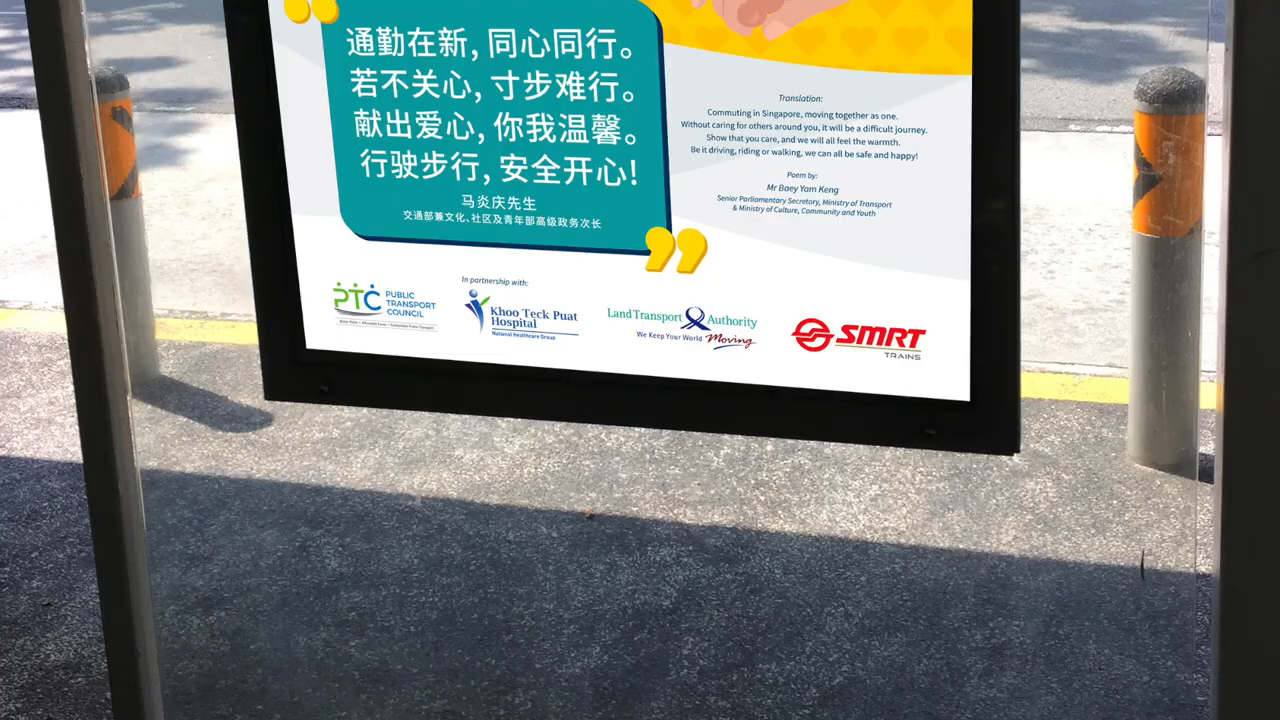 通勤在新，同心同行。
若不关心，寸步难行。
献出爱心，你我温馨。
行驶步行，安全开心！
马炎庆先生
交通部兼文化、社区及青年部高级政务次长
Translation:
Commuting in Singapore, moving together as one.
Without caring for others around you, it will be a difficult journey.
Show that you care, and we will all feel the warmth.
Be it driving, riding or walking, we can all be safe and happy!
Poem by:
Mr Baey Yam Keng
Senior Parliamentary Secretary, Ministry of Transport
& Ministry of Culture, Community and Youth
PTC PUBLIC
TRANSPORT
COUNCIL
In partnership with:
Khoo Teck Puat
Hospital
National Healthcare Group
Land Transport Authority
We Keep Your World Moving
SMRT
TRAINS